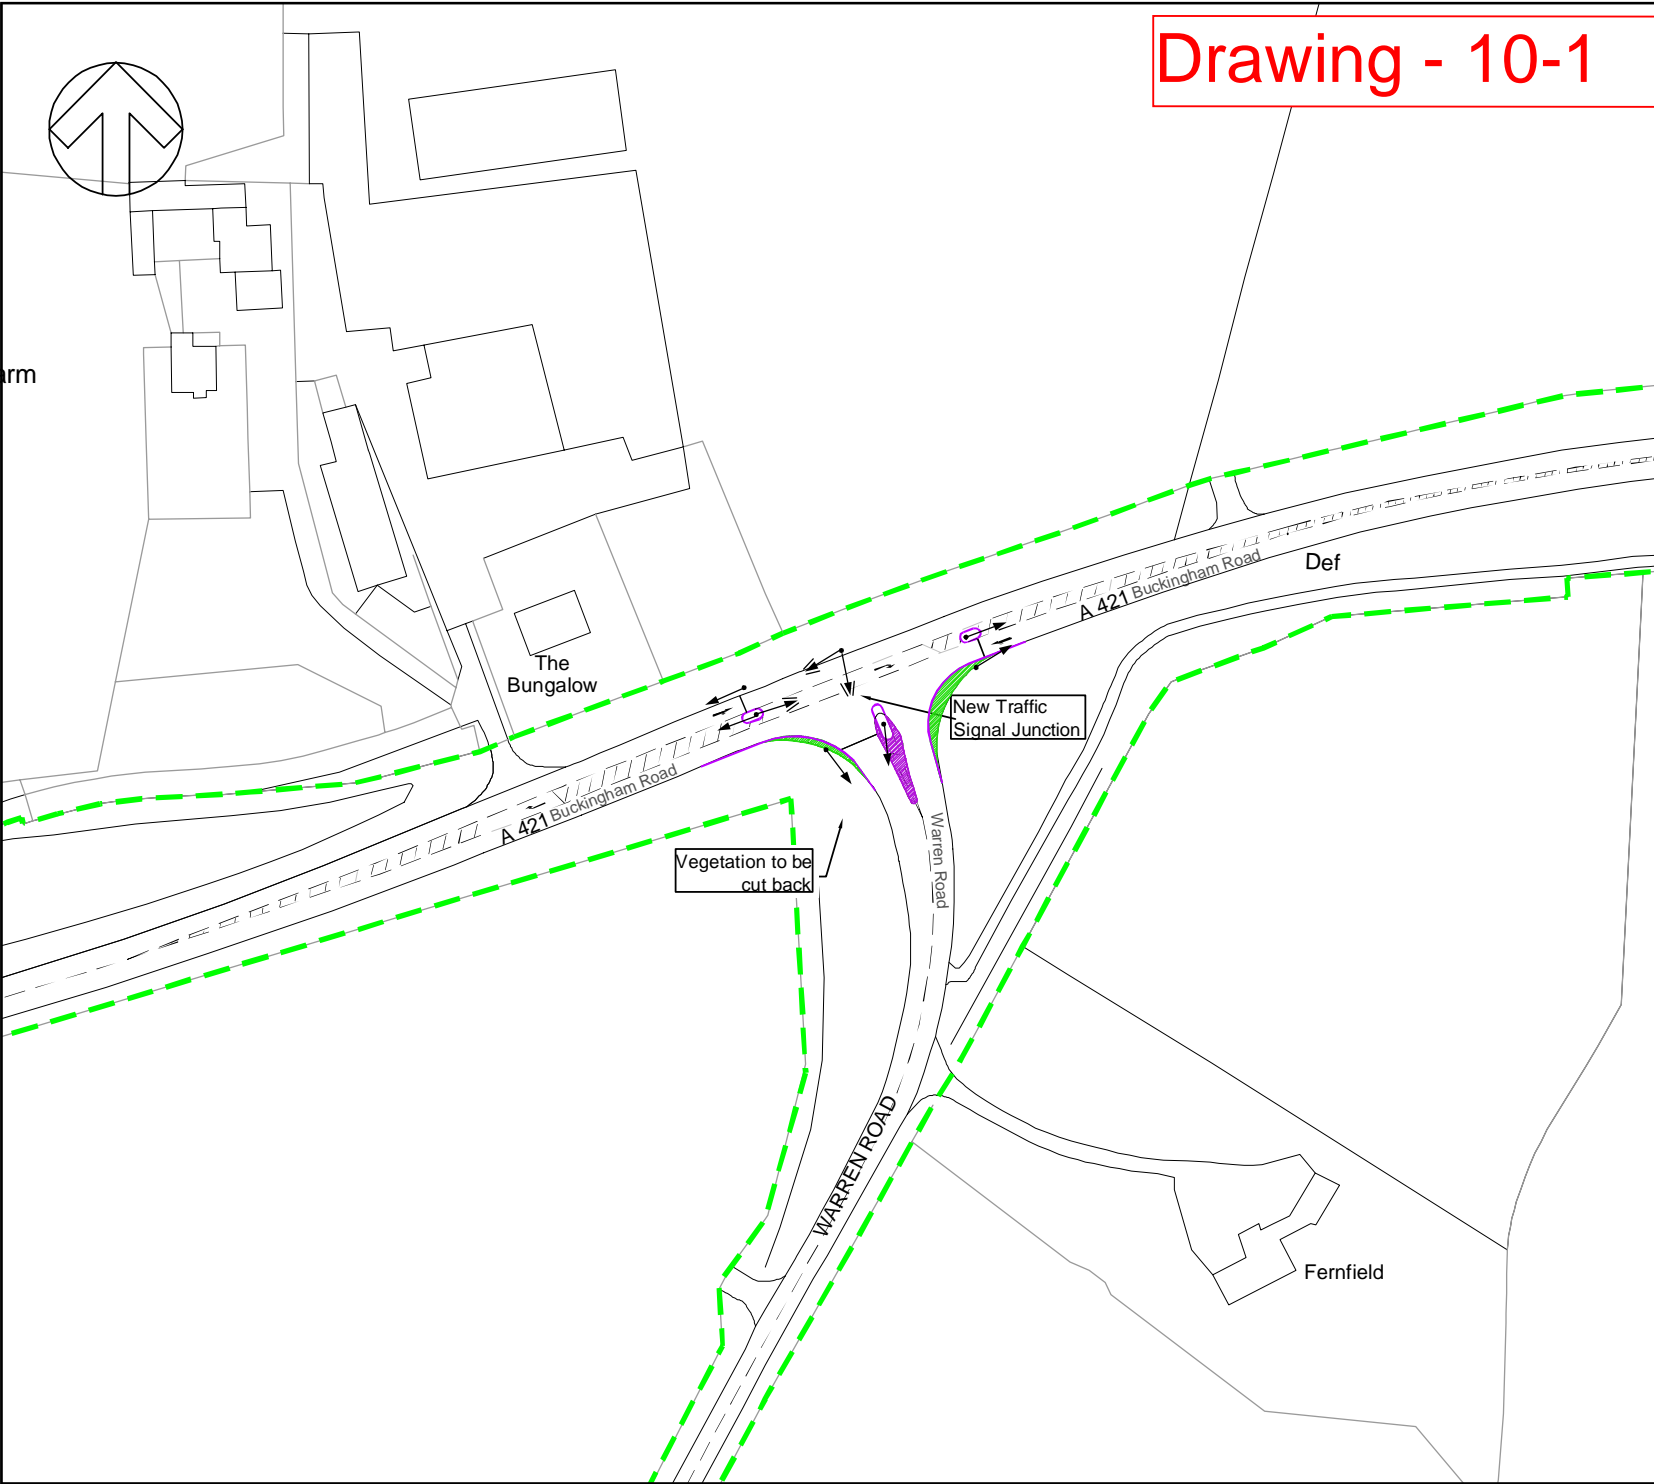 Drawing - 10-1
arm
Def
A 421 Buckingham Road
The
Bungalow
New Traffic
Signal Junction
A 421 Buckingham Road
Warren Road
Vegetation to be
cut back
WARREN ROAD
Fernfield